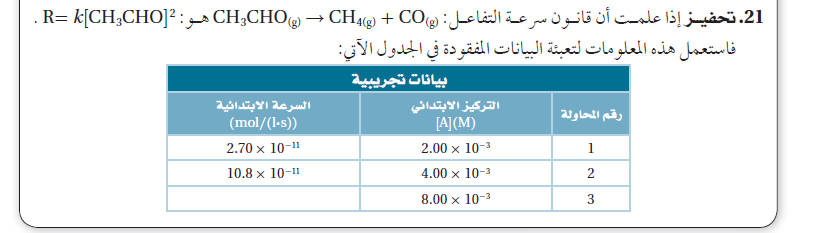 21. تحفيز إذا علمت أن قانون سرعة التفاعل: CH₃CHO(g) → CH₄(g) + CO(g) هو: R= k[CH₃CHO]² .
فاستعمل هذه المعلومات لتعبئة البيانات المفقودة في الجدول الآتي:
بيانات تجريبية
رقم المحاولة | التركيز الابتدائي [A](M) | السرعة الابتدائية (mol/(l•s))
1 | 2.00 × 10⁻³ | 2.70 × 10⁻¹¹
2 | 4.00 × 10⁻³ | 10.8 × 10⁻¹¹
3 | 8.00 × 10⁻³ |